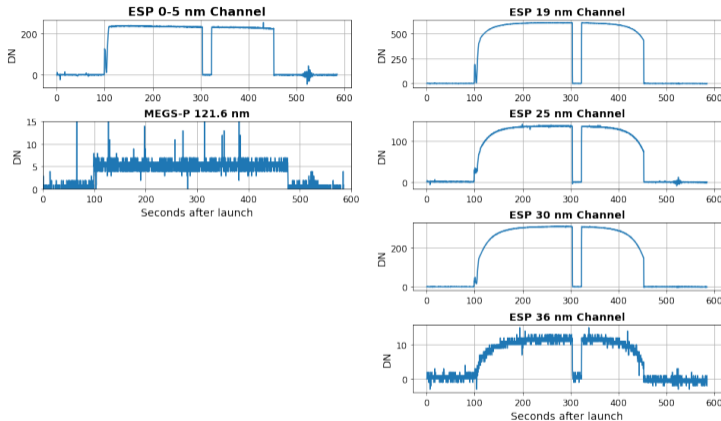 ESP 0-5 nm Channel
200
0
DN
0 100 200 300 400 500 600
MEGS-P 121.6 nm
15
10
5
0
DN
0 100 200 300 400 500 600
Seconds after launch
ESP 19 nm Channel
500
250
0
DN
0 100 200 300 400 500 600
ESP 25 nm Channel
100
0
DN
0 100 200 300 400 500 600
ESP 30 nm Channel
200
0
DN
0 100 200 300 400 500 600
ESP 36 nm Channel
10
0
DN
0 100 200 300 400 500 600
Seconds after launch